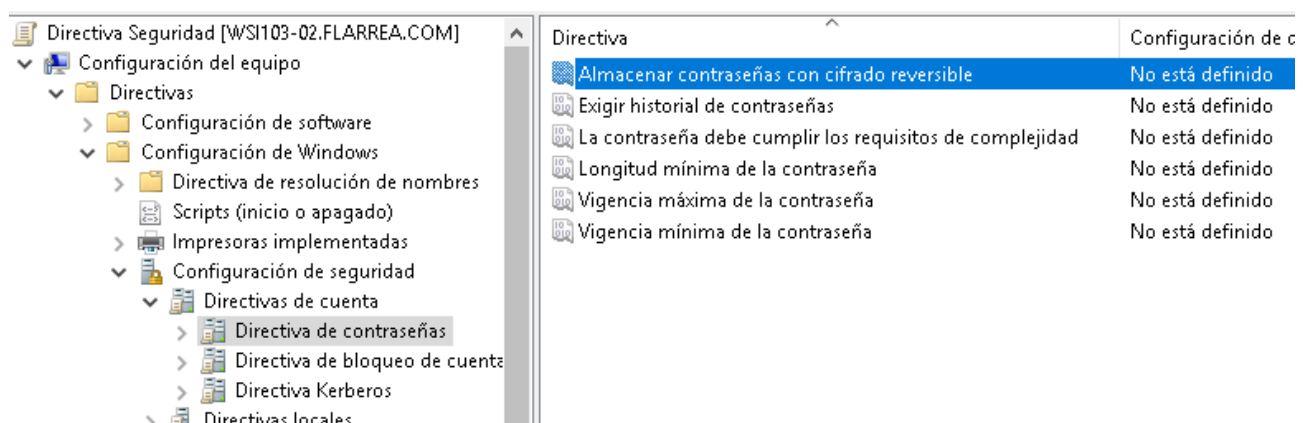 Directiva Seguridad [WSI103-02.FLARREA.COM]
Configuración del equipo
Directivas
Configuración de software
Configuración de Windows
Directiva de resolución de nombres
Scripts (inicio o apagado)
Impresoras implementadas
Configuración de seguridad
Directivas de cuenta
Directiva de contraseñas
Directiva de bloqueo de cuenta
Directiva Kerberos
Directivas locales
Directiva Configuración de
Almacenar contraseñas con cifrado reversible No está definido
Exigir historial de contraseñas No está definido
La contraseña debe cumplir los requisitos de complejidad No está definido
Longitud mínima de la contraseña No está definido
Vigencia máxima de la contraseña No está definido
Vigencia mínima de la contraseña No está definido